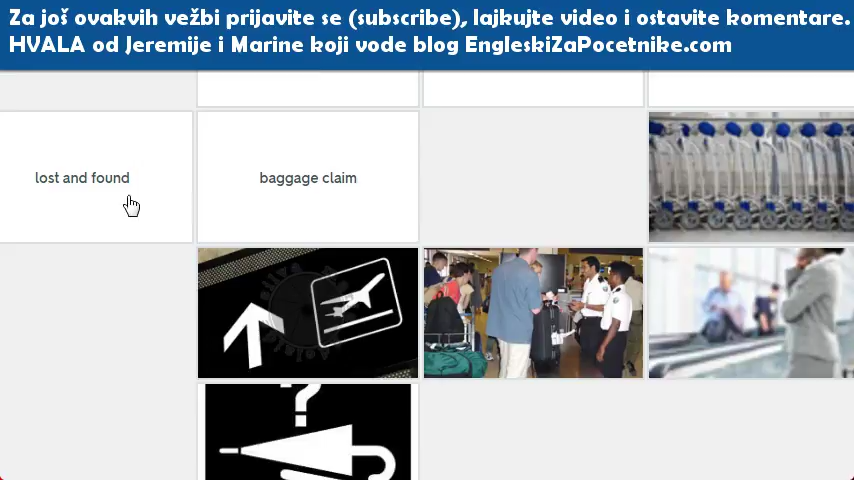 Za još ovakvih vežbi prijavite se (subscribe), lajkujte video i ostavite komentare.
HVALA od Jeremije i Marine koji vode blog EngleskiZaPocetnike.com
lost and found
baggage claim
?